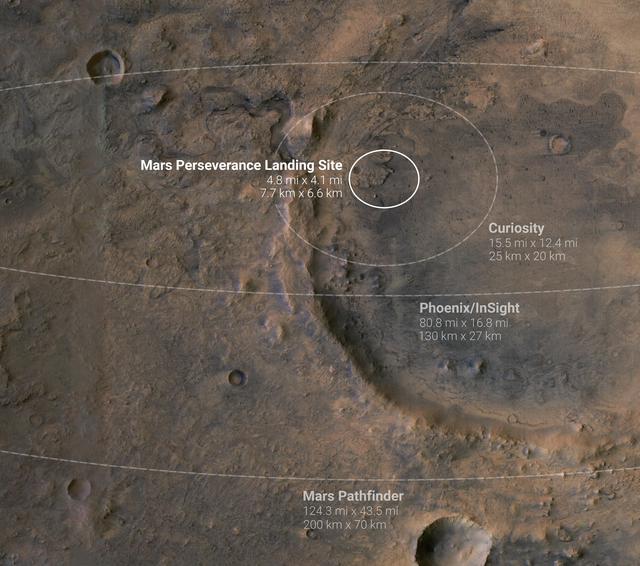 Mars Perseverance Landing Site
4.8 mi x 4.1 mi
7.7 km x 6.6 km
Curiosity
15.5 mi x 12.4 mi
25 km x 20 km
Phoenix/InSight
80.8 mi x 16.8 mi
130 km x 27 km
Mars Pathfinder
124.3 mi x 43.5 mi
200 km x 70 km